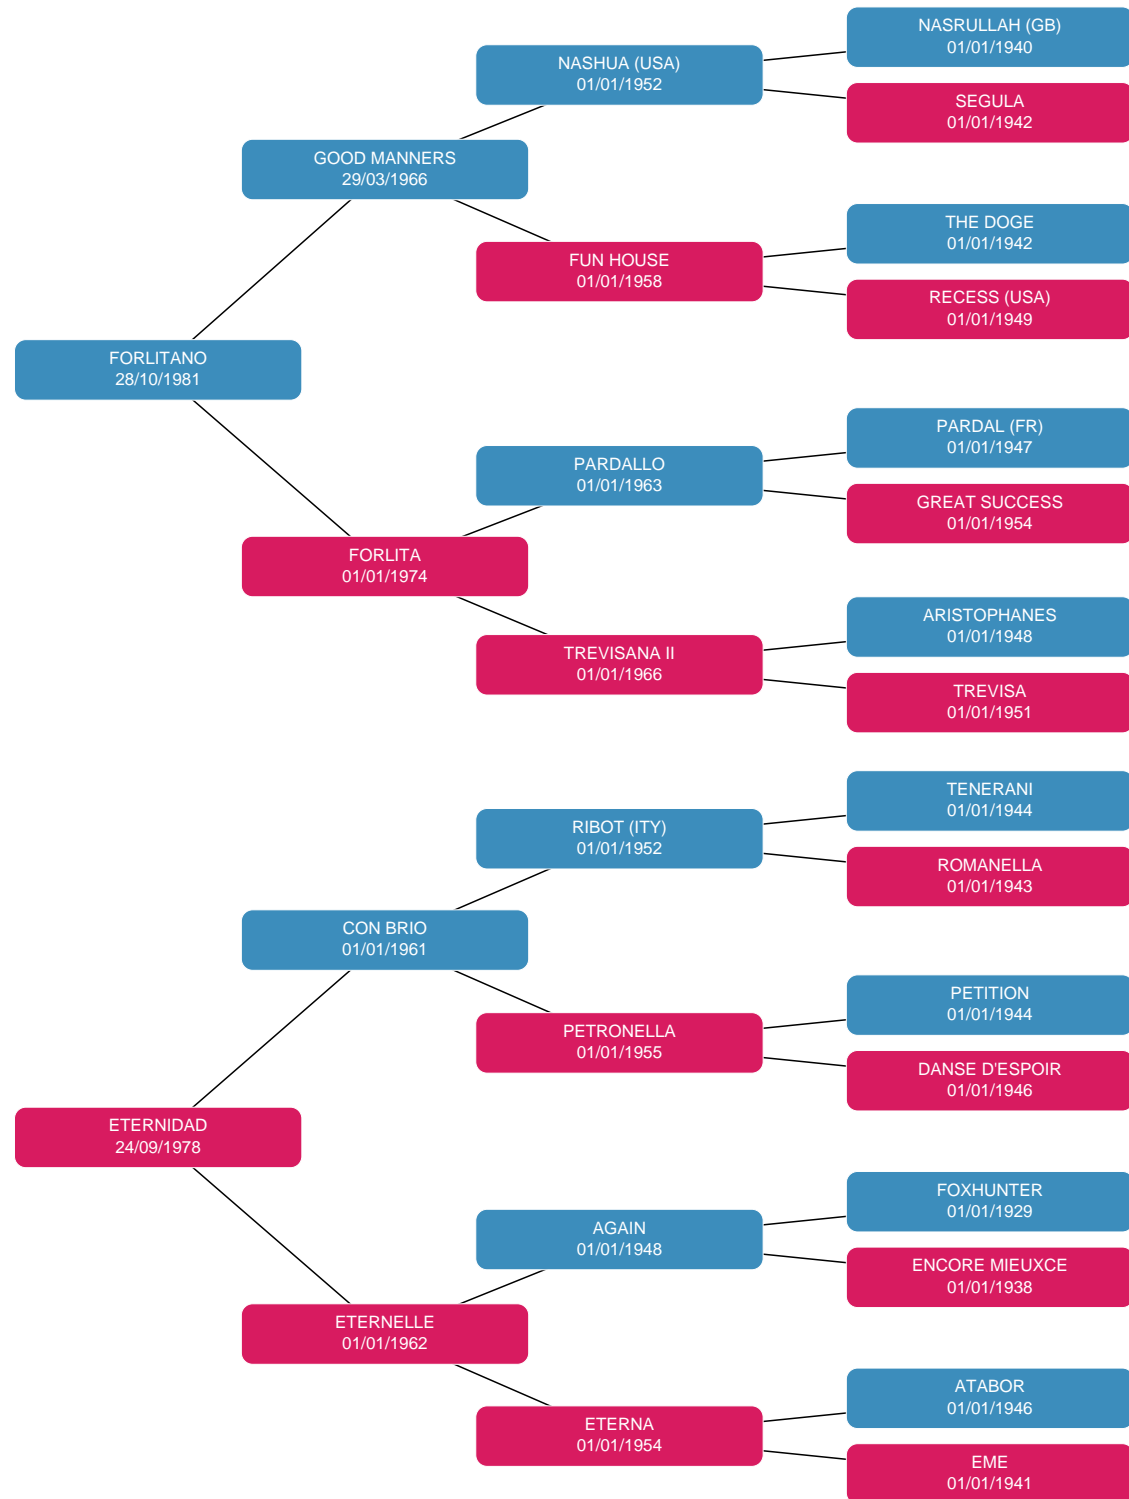 NASRULLAH (GB)
01/01/1940
NASHUA (USA)
01/01/1952
SEGULA
01/01/1942
GOOD MANNERS
29/03/1966
THE DOGE
01/01/1942
FUN HOUSE
01/01/1958
RECESS (USA)
01/01/1949
FORLITANO
28/10/1981
PARDAL (FR)
01/01/1947
PARDALLO
01/01/1963
GREAT SUCCESS
01/01/1954
FORLITA
01/01/1974
ARISTOPHANES
01/01/1948
TREVISANA II
01/01/1966
TREVISA
01/01/1951
TENERANI
01/01/1944
RIBOT (ITY)
01/01/1952
ROMANELLA
01/01/1943
CON BRIO
01/01/1961
PETITION
01/01/1944
PETRONELLA
01/01/1955
DANSE D'ESPOIR
01/01/1946
ETERNIDAD
24/09/1978
FOXHUNTER
01/01/1929
AGAIN
01/01/1948
ENCORE MIEUXCE
01/01/1938
ETERNELLE
01/01/1962
ATABOR
01/01/1946
ETERNA
01/01/1954
EME
01/01/1941